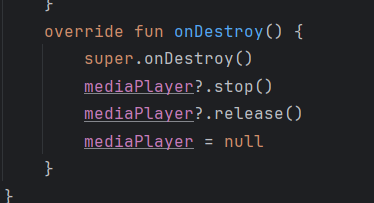 }
override fun onDestroy() {
super.onDestroy()
mediaPlayer?.stop()
mediaPlayer?.release()
mediaPlayer = null
}
}